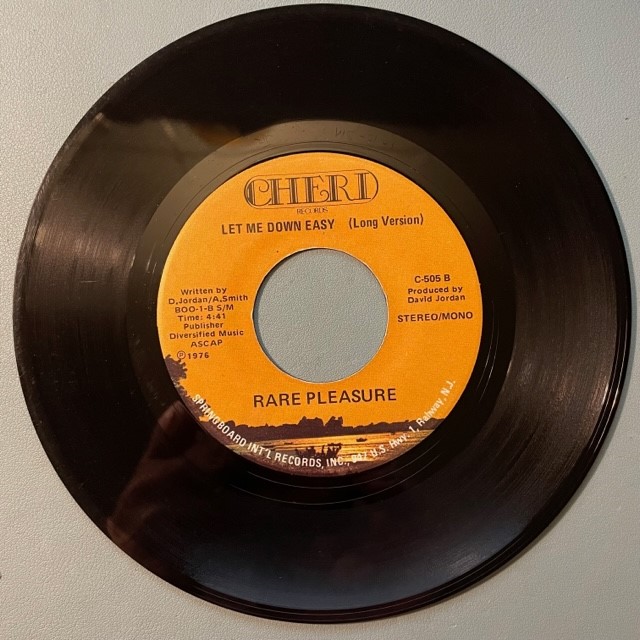 CHERI
RECORDS
LET ME DOWN EASY (Long Version)
Written by
D.Jordan/A.Smith
BOO-1-B S/M
Time: 4:41
Publisher
Diversified Music
ASCAP
Ⓟ1976
C-505 B
Produced by
David Jordan
STEREO/MONO
RARE PLEASURE
SPRINGBOARD INT'L RECORDS, INC., 947 U.S. Hwy. 1, Rahway, N.J.